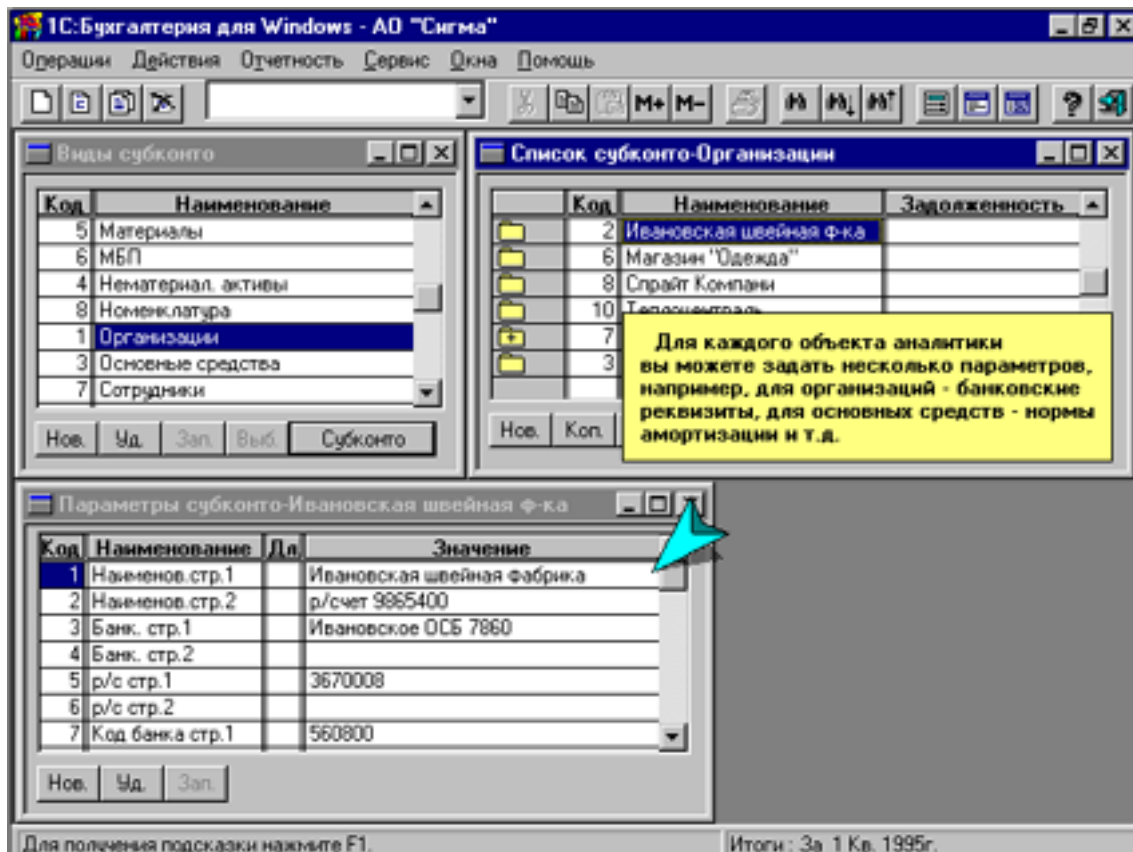 1С:Бухгалтерия для Windows - АО "Сигма"
Операции Действия Отчетность Сервис Окна Помощь
M+ M- ?
Виды субконто
Код Наименование
5 Материалы
6 МБП
4 Нематериал. активы
8 Номенклатура
1 Организации
3 Основные средства
7 Сотрудники
Нов. Уд. Зап. Выб. Субконто
Список субконто-Организации
Код Наименование Задолженность
2 Ивановская швейная ф-ка
6 Магазин "Одежда"
8 Спрайт Компани
10 Теплоцентраль
7
3
Нов. Коп.
Для каждого объекта аналитики
вы можете задать несколько параметров,
например, для организаций - банковские
реквизиты, для основных средств - нормы
амортизации и т.д.
Параметры субконто-Ивановская швейная ф-ка
Код Наименование Дл. Значение
1 Наименов.стр.1 Ивановская швейная фабрика
2 Наименов.стр.2 р/счет 9865400
3 Банк. стр.1 Ивановское ОСБ 7860
4 Банк. стр.2
5 р/с стр.1 3670008
6 р/с стр.2
7 Код банка стр.1 560800
Нов. Уд. Зап.
Для получения подсказки нажмите F1. Итоги : За 1 Кв. 1995г.